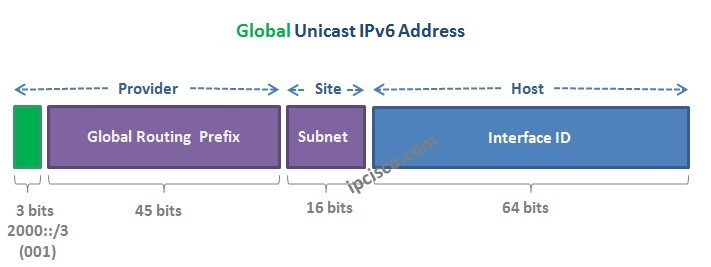 Global Unicast IPv6 Address
Provider Site Host
Global Routing Prefix Subnet Interface ID
ipcisco.com
3 bits 45 bits 16 bits 64 bits
2000::/3
(001)